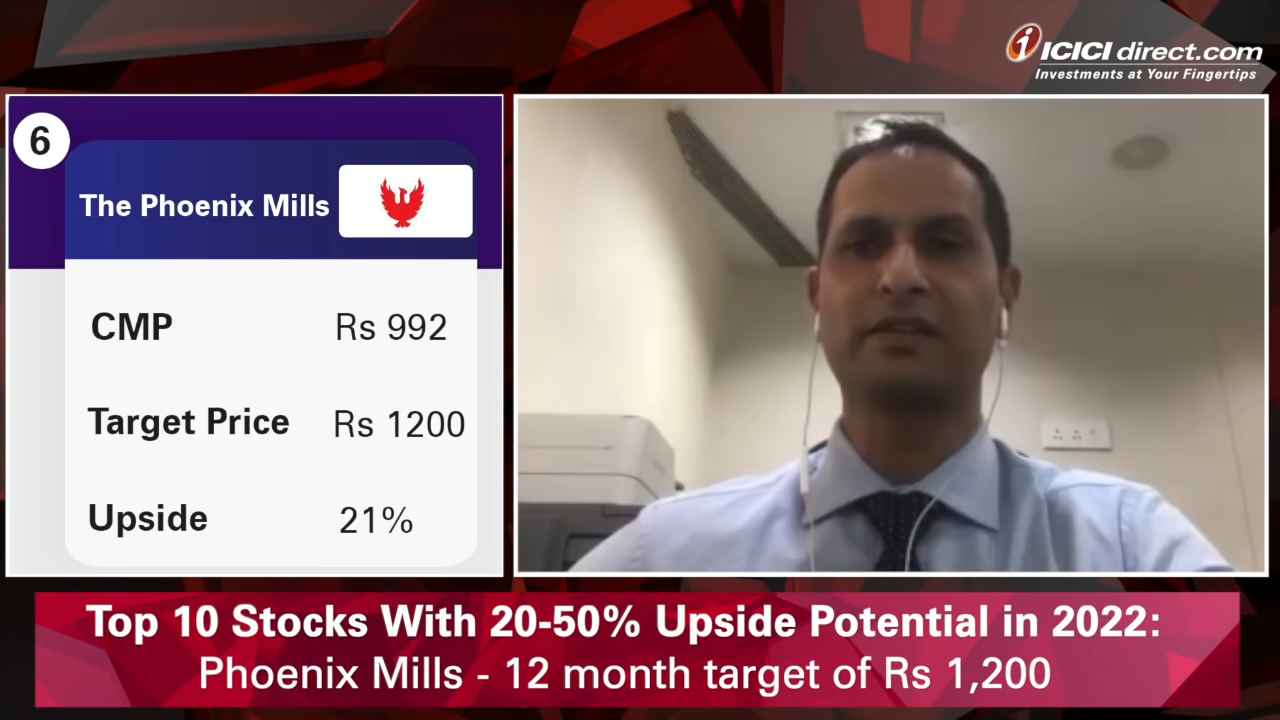 ICICI direct.com
Investments at Your Fingertips
6
The Phoenix Mills
CMP Rs 992
Target Price Rs 1200
Upside 21%
Top 10 Stocks With 20-50% Upside Potential in 2022:
Phoenix Mills - 12 month target of Rs 1,200